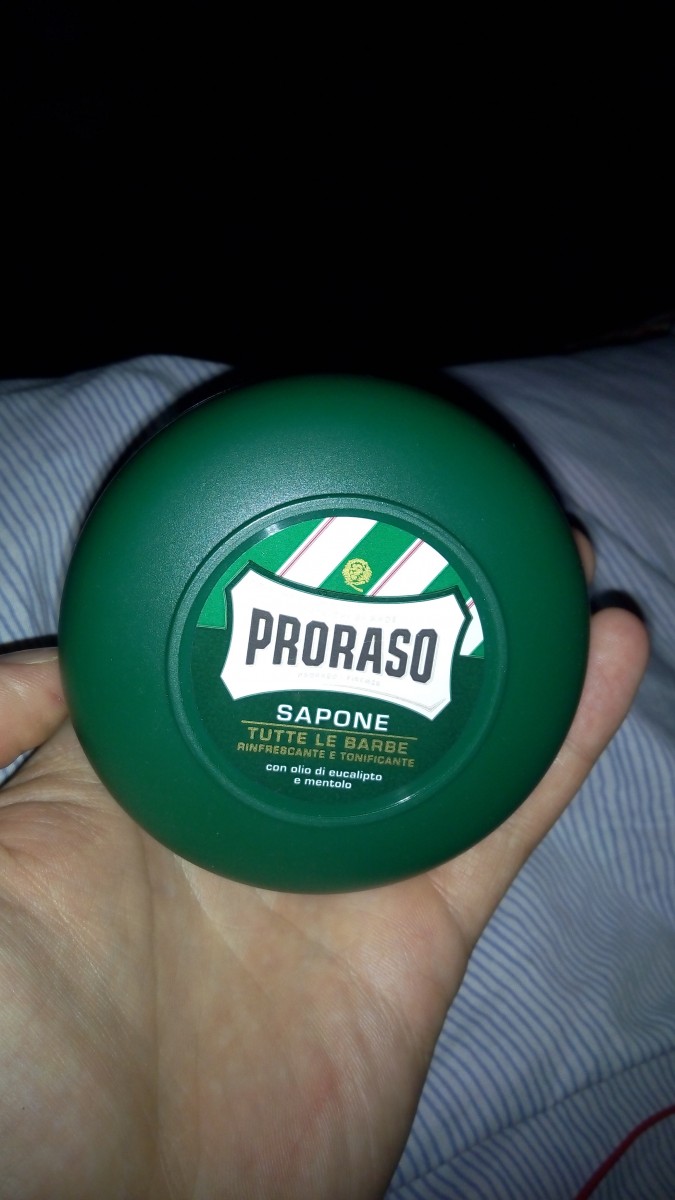 PRORASO
SAPONE
TUTTE LE BARBE
RINFRESCANTE E TONIFICANTE
con olio di eucalipto
e mentolo